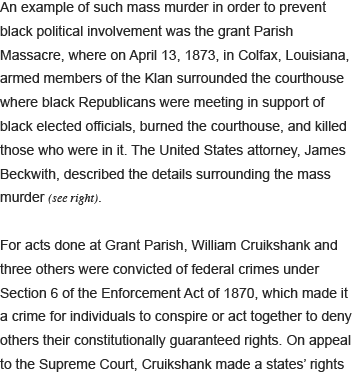 An example of such mass murder in order to prevent
black political involvement was the grant Parish
Massacre, where on April 13, 1873, in Colfax, Louisiana,
armed members of the Klan surrounded the courthouse
where black Republicans were meeting in support of
black elected officials, burned the courthouse, and killed
those who were in it. The United States attorney, James
Beckwith, described the details surrounding the mass
murder (see right).
For acts done at Grant Parish, William Cruikshank and
three others were convicted of federal crimes under
Section 6 of the Enforcement Act of 1870, which made it
a crime for individuals to conspire or act together to deny
others their constitutionally guaranteed rights. On appeal
to the Supreme Court, Cruikshank made a states’ rights